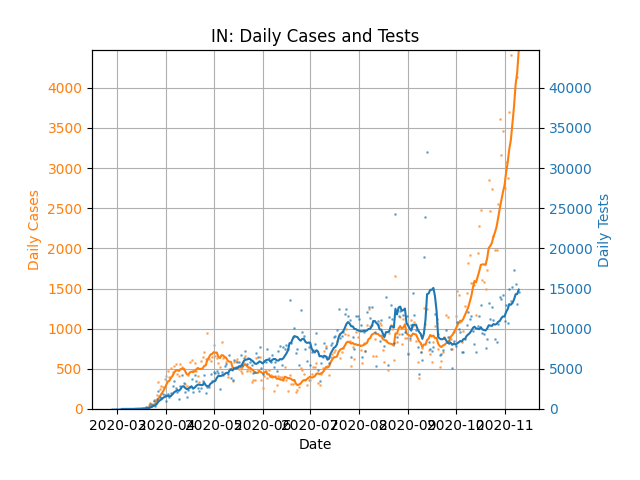 IN: Daily Cases and Tests
4000 40000
3500 35000
3000 30000
2500 25000
2000 20000
1500 15000
1000 10000
500 5000
0 0
Daily Cases
Daily Tests
2020-03 2020-04 2020-05 2020-06 2020-07 2020-08 2020-09 2020-10 2020-11
Date